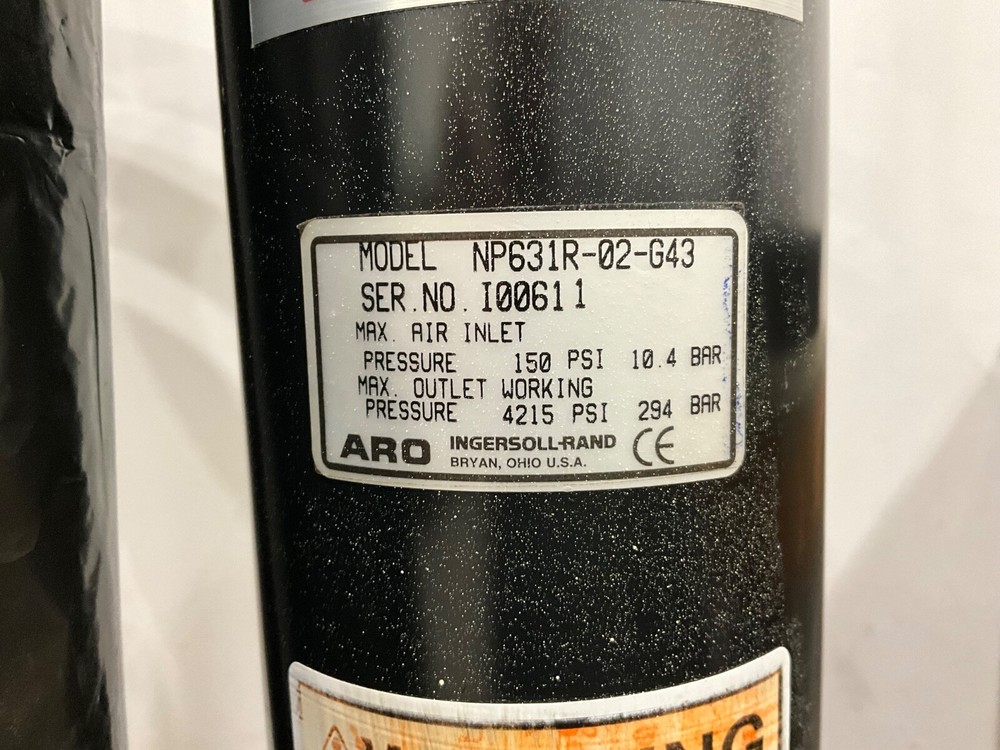 MODEL NP631R-02-G43
SER.NO. I00611
MAX. AIR INLET
PRESSURE 150 PSI 10.4 BAR
MAX. OUTLET WORKING
PRESSURE 4215 PSI 294 BAR
ARO INGERSOLL-RAND CE
BRYAN, OHIO U.S.A.